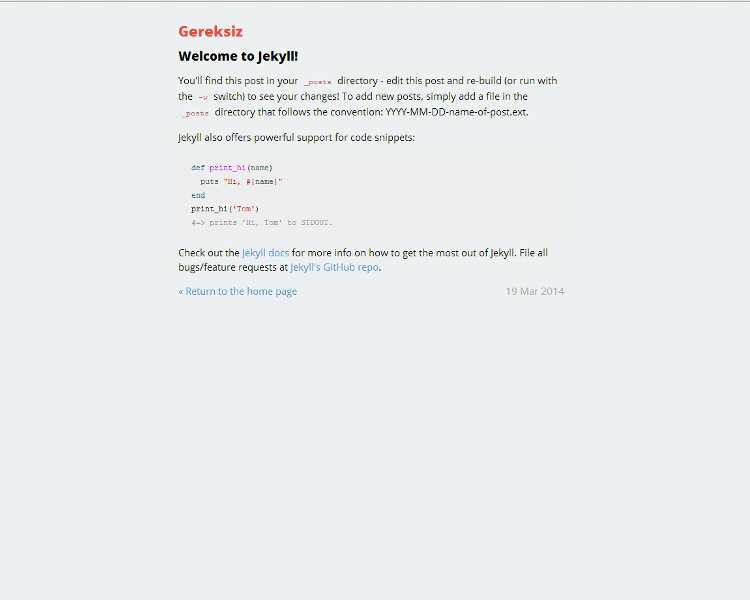 Gereksiz
Welcome to Jekyll!
You'll find this post in your _posts directory - edit this post and re-build (or run with
the -w switch) to see your changes! To add new posts, simply add a file in the
_posts directory that follows the convention: YYYY-MM-DD-name-of-post.ext.
Jekyll also offers powerful support for code snippets:
def print_hi(name)
  puts "Hi, #{name}"
end
print_hi('Tom')
#=> prints 'Hi, Tom' to STDOUT.
Check out the Jekyll docs for more info on how to get the most out of Jekyll. File all
bugs/feature requests at Jekyll's GitHub repo.
« Return to the home page 19 Mar 2014